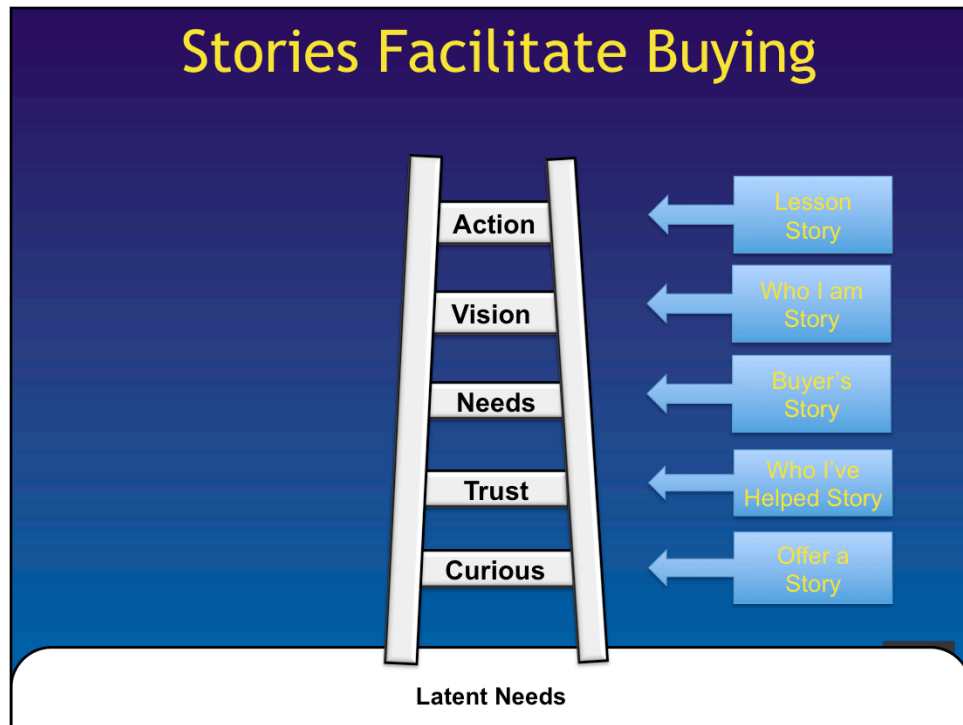 Stories Facilitate Buying
Action
Lesson
Story
Vision
Who I am
Story
Needs
Buyer's
Story
Trust
Who I've
Helped Story
Curious
Offer a
Story
Latent Needs